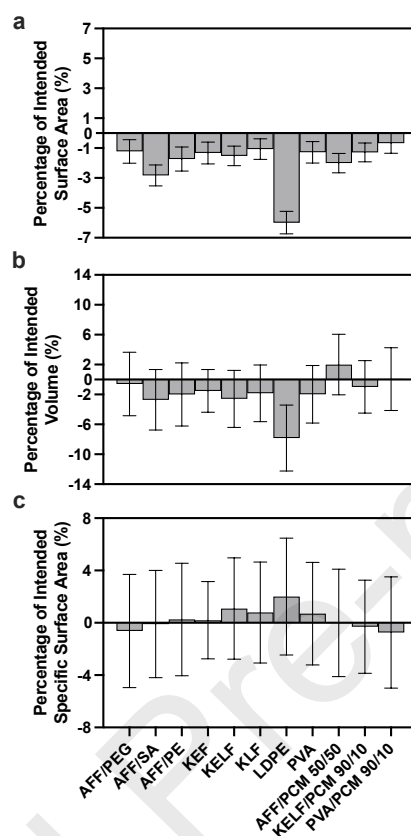 a
Percentage of Intended
Surface Area (%)
7
5
3
1
0
-1
-3
-5
-7
b
Percentage of Intended
Volume (%)
14
10
6
2
0
-2
-6
-10
-14
c
Percentage of Intended
Specific Surface Area (%)
8
4
0
-4
-8
AFF/PEG
AFF/SA
AFF/PE
KEF
KELF
KLF
LDPE
PVA
AFF/PCM 50/50
KELF/PCM 90/10
PVA/PCM 90/10